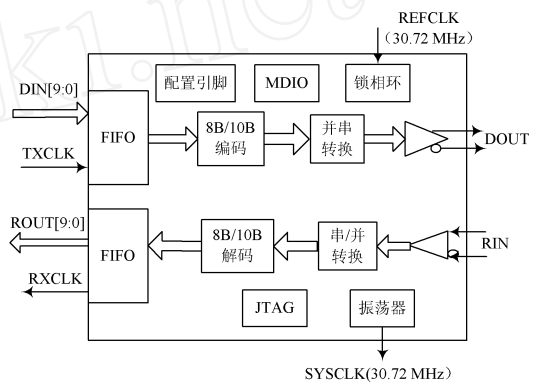 REFCLK
（30.72 MHz）
配置引脚
MDIO
锁相环
DIN[9:0]
TXCLK
FIFO
8B/10B
编码
并串
转换
DOUT
ROUT[9:0]
RXCLK
FIFO
8B/10B
解码
串/并
转换
RIN
JTAG
振荡器
SYSCLK(30.72 MHz）